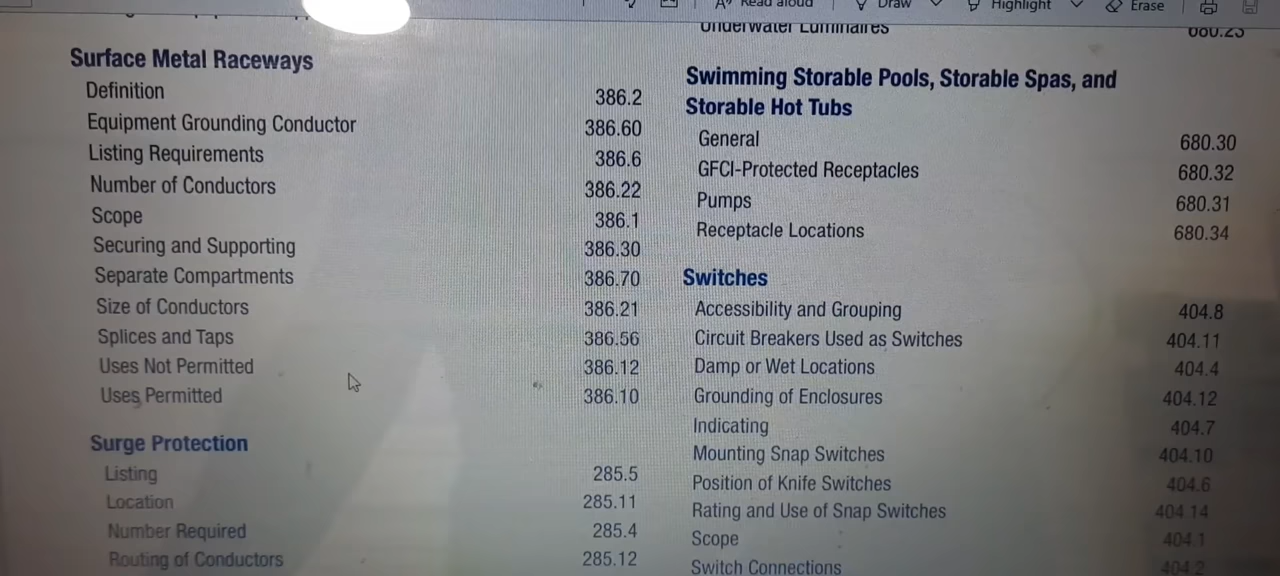 Read aloud
Draw
Highlight
Erase
Surface Metal Raceways
Definition 386.2
Equipment Grounding Conductor 386.60
Listing Requirements 386.6
Number of Conductors 386.22
Scope 386.1
Securing and Supporting 386.30
Separate Compartments 386.70
Size of Conductors 386.21
Splices and Taps 386.56
Uses Not Permitted 386.12
Uses Permitted 386.10
Surge Protection
Listing 285.5
Location 285.11
Number Required 285.4
Routing of Conductors 285.12
Underwater Luminaires 680.23
Swimming Storable Pools, Storable Spas, and
Storable Hot Tubs
General 680.30
GFCI-Protected Receptacles 680.32
Pumps 680.31
Receptacle Locations 680.34
Switches
Accessibility and Grouping 404.8
Circuit Breakers Used as Switches 404.11
Damp or Wet Locations 404.4
Grounding of Enclosures 404.12
Indicating 404.7
Mounting Snap Switches 404.10
Position of Knife Switches 404.6
Rating and Use of Snap Switches 404.14
Scope 404.1
Switch Connections 404.2